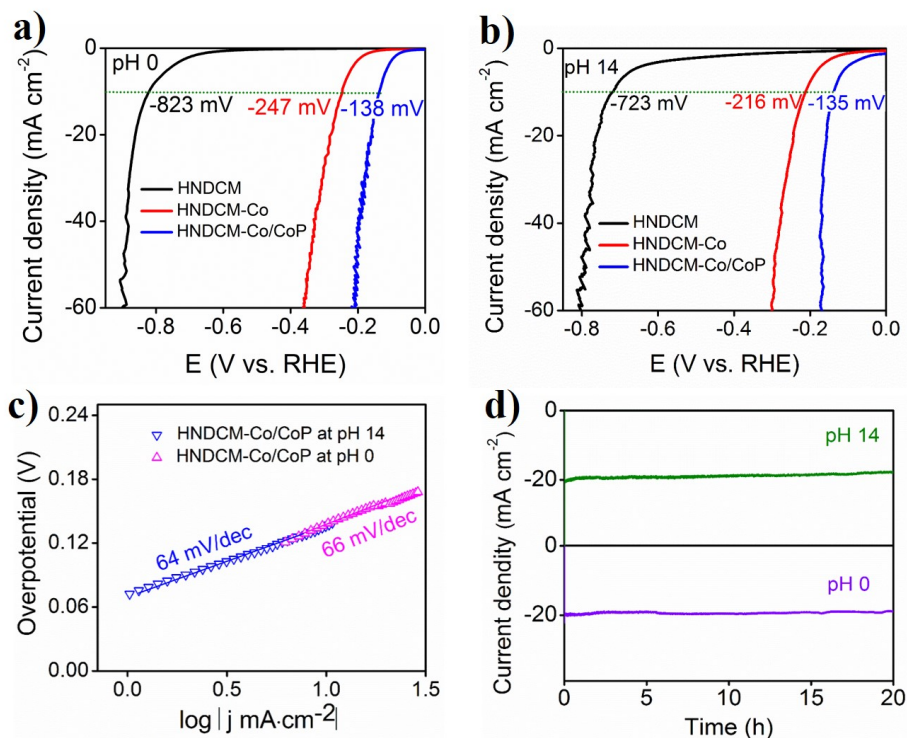 a)
0
-20
-40
-60
Current density (mA cm-2)
pH 0
-823 mV
-247 mV
-138 mV
HNDCM
HNDCM-Co
HNDCM-Co/CoP
-0.8
-0.6
-0.4
-0.2
0.0
E (V vs. RHE)
b)
0
-20
-40
-60
Current density (mA cm-2)
pH 14
-723 mV
-216 mV
-135 mV
HNDCM
HNDCM-Co
HNDCM-Co/CoP
-0.8
-0.6
-0.4
-0.2
0.0
E (V vs. RHE)
c)
0.24
0.18
0.12
0.06
0.00
Overpotential (V)
HNDCM-Co/CoP at pH 14
HNDCM-Co/CoP at pH 0
64 mV/dec
66 mV/dec
0.0
0.5
1.0
1.5
log | j mA·cm-2|
d)
0
-20
0
-20
Current dendity (mA cm-2)
pH 14
pH 0
0
5
10
15
20
Time (h)